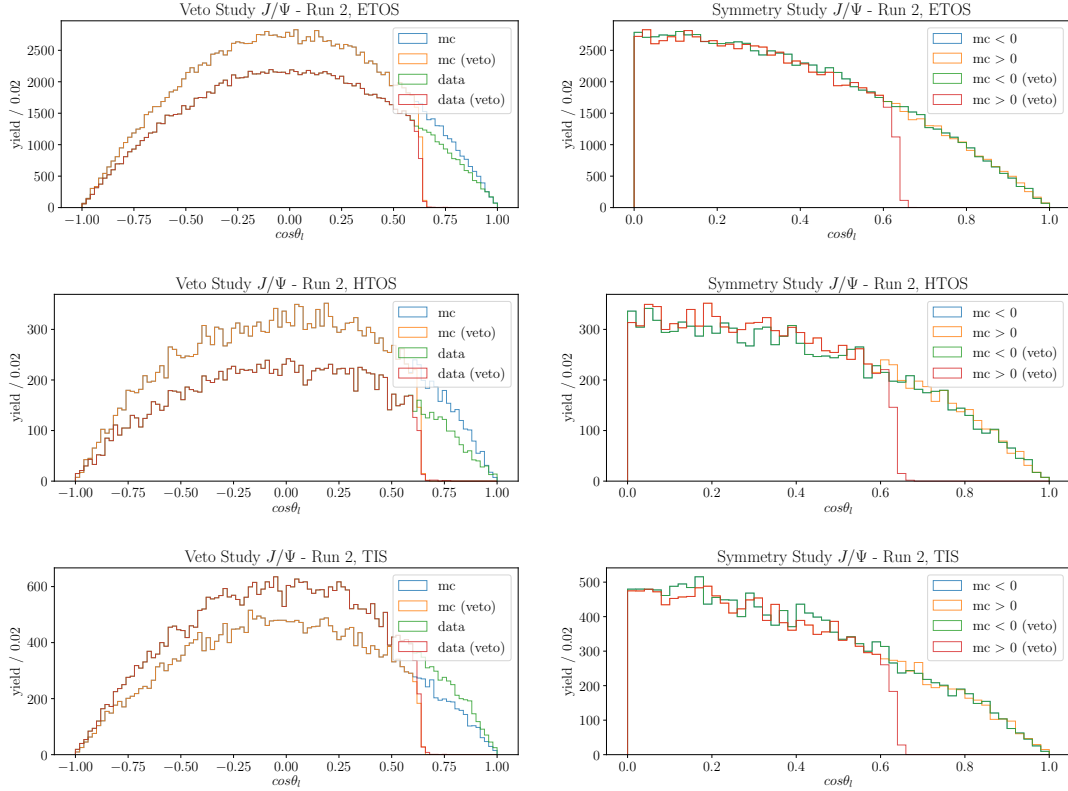 Veto Study J/Ψ - Run 2, ETOS
yield / 0.02
2500
2000
1500
1000
500
0
mc
mc (veto)
data
data (veto)
−1.00 −0.75 −0.50 −0.25 0.00 0.25 0.50 0.75 1.00
cosθl
Symmetry Study J/Ψ - Run 2, ETOS
yield / 0.02
2500
2000
1500
1000
500
0
mc < 0
mc > 0
mc < 0 (veto)
mc > 0 (veto)
0.0 0.2 0.4 0.6 0.8 1.0
cosθl
Veto Study J/Ψ - Run 2, HTOS
yield / 0.02
300
200
100
0
mc
mc (veto)
data
data (veto)
−1.00 −0.75 −0.50 −0.25 0.00 0.25 0.50 0.75 1.00
cosθl
Symmetry Study J/Ψ - Run 2, HTOS
yield / 0.02
300
200
100
0
mc < 0
mc > 0
mc < 0 (veto)
mc > 0 (veto)
0.0 0.2 0.4 0.6 0.8 1.0
cosθl
Veto Study J/Ψ - Run 2, TIS
yield / 0.02
600
400
200
0
mc
mc (veto)
data
data (veto)
−1.00 −0.75 −0.50 −0.25 0.00 0.25 0.50 0.75 1.00
cosθl
Symmetry Study J/Ψ - Run 2, TIS
yield / 0.02
500
400
300
200
100
0
mc < 0
mc > 0
mc < 0 (veto)
mc > 0 (veto)
0.0 0.2 0.4 0.6 0.8 1.0
cosθl